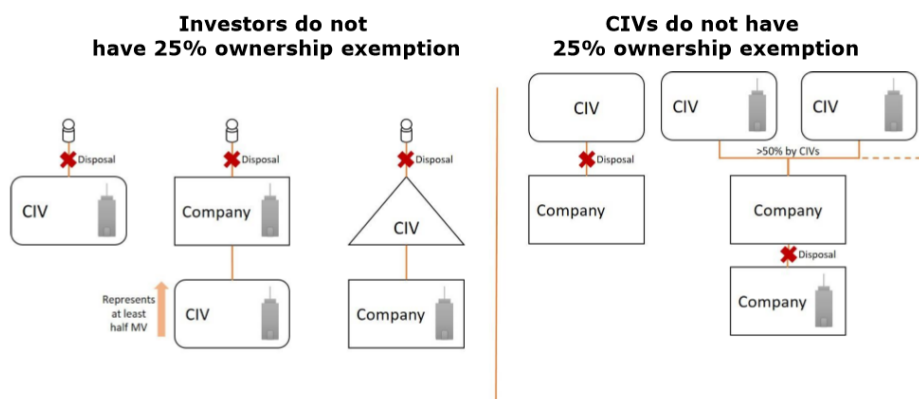 Investors do not
have 25% ownership exemption
CIVs do not have
25% ownership exemption
Disposal
CIV
Disposal
Company
Represents
at least
half MV
CIV
Disposal
CIV
Company
CIV
Disposal
Company
CIV
CIV
>50% by CIVs
Company
Disposal
Company